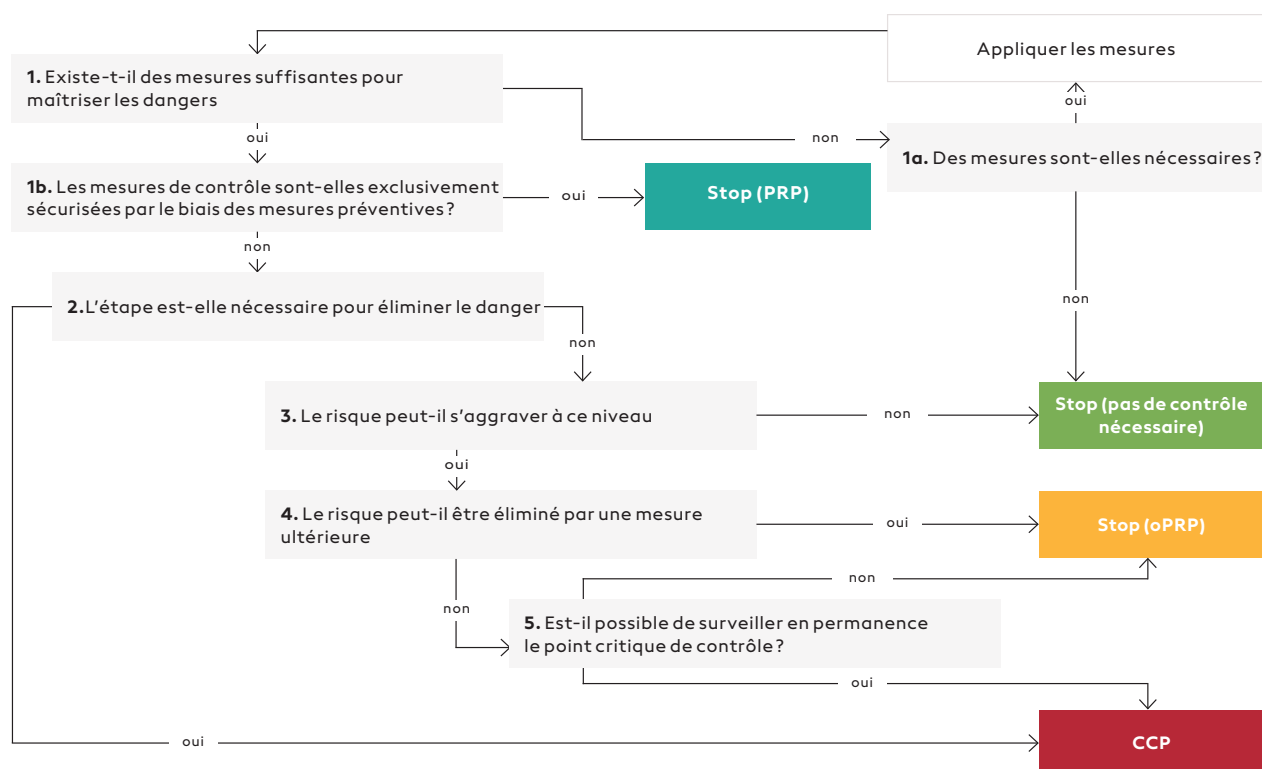 Appliquer les mesures
1. Existe-t-il des mesures suffisantes pour
maîtriser les dangers
oui
oui
non
1a. Des mesures sont-elles nécessaires ?
1b. Les mesures de contrôle sont-elles exclusivement
sécurisées par le biais des mesures préventives ?
oui
Stop (PRP)
non
non
2.L’étape est-elle nécessaire pour éliminer le danger
non
3. Le risque peut-il s’aggraver à ce niveau
non
Stop (pas de contrôle
nécessaire)
oui
4. Le risque peut-il être éliminé par une mesure
ultérieure
oui
Stop (oPRP)
non
non
5. Est-il possible de surveiller en permanence
le point critique de contrôle ?
oui
oui
CCP